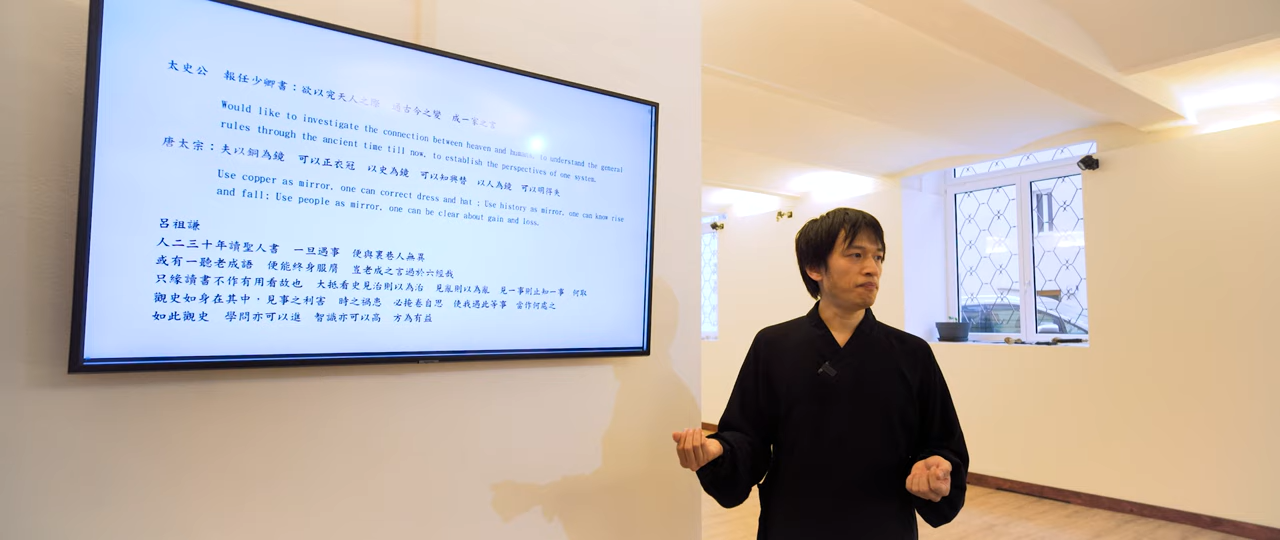 太史公　報任少卿書：欲以究天人之際　通古今之變　成一家之言
Would like to investigate the connection between heaven and humans, to understand the general
rules through the ancient time till now, to establish the perspectives of one system.
唐太宗：夫以銅為鏡　可以正衣冠　以史為鏡　可以知興替　以人為鏡　可以明得失
Use copper as mirror, one can correct dress and hat ; Use history as mirror, one can know rise
and fall; Use people as mirror, one can be clear about gain and loss.
呂祖謙
人二三十年讀聖人書　一旦遇事　便與里巷人無異
或有一聽老成語　便能終身服膺　豈老成之言過於六經哉
只緣讀書不作有用看故也　大抵看史見治則以為治　見亂則以為亂　見一事則止知一事　何取
觀史如身在其中，見事之利害　時之禍患　必掩卷自思　使我遇此等事　當作何處之
如此觀史　學問亦可以進　智識亦可以高　方為有益